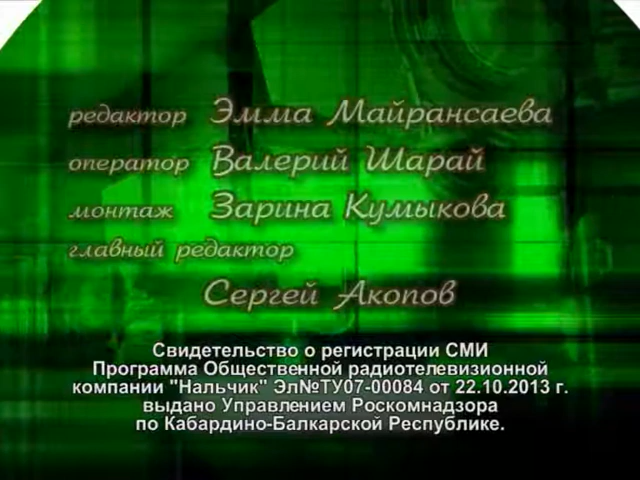 редактор Эмма Майрансаева
оператор Валерий Шарай
монтаж Зарина Кумыкова
главный редактор
Сергей Акопов
Свидетельство о регистрации СМИ
Программа Общественной радиотелевизионной
компании "Нальчик" Эл№ТУ07-00084 от 22.10.2013 г.
выдано Управлением Роскомнадзора
по Кабардино-Балкарской Республике.